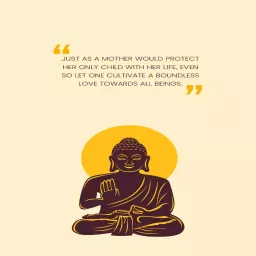 “
JUST AS A MOTHER WOULD PROTECT
HER ONLY CHILD WITH HER LIFE, EVEN
SO LET ONE CULTIVATE A BOUNDLESS
LOVE TOWARDS ALL BEINGS.
”